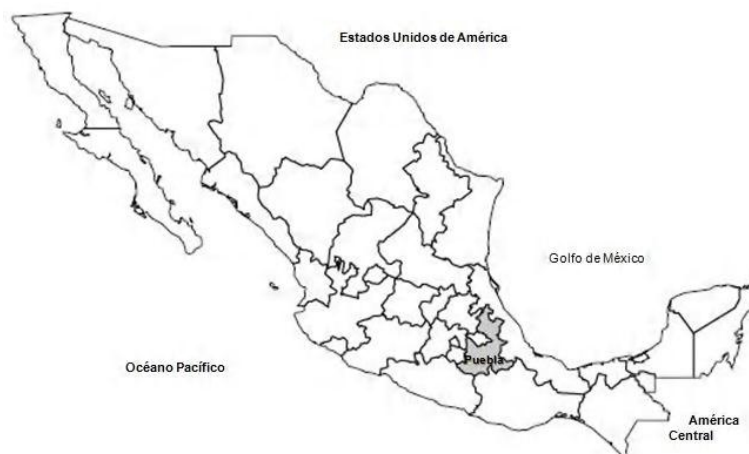 Estados Unidos de América
Golfo de México
Puebla
Océano Pacífico
América
Central